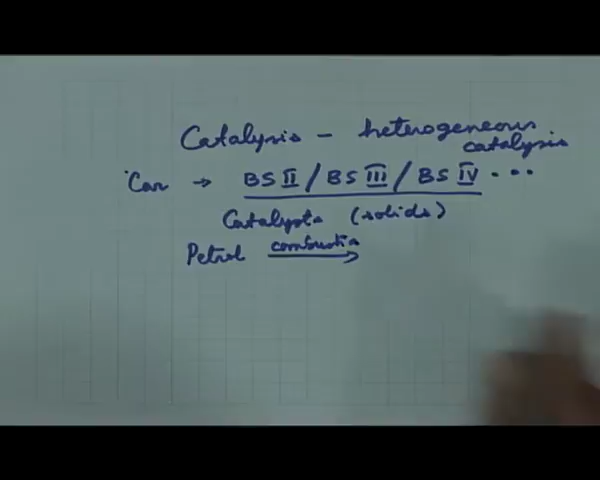 Catalysis - heterogeneous
catalysis
Car → BS II / BS III / BS IV ...
Catalysts (solids)
Petrol combustion →